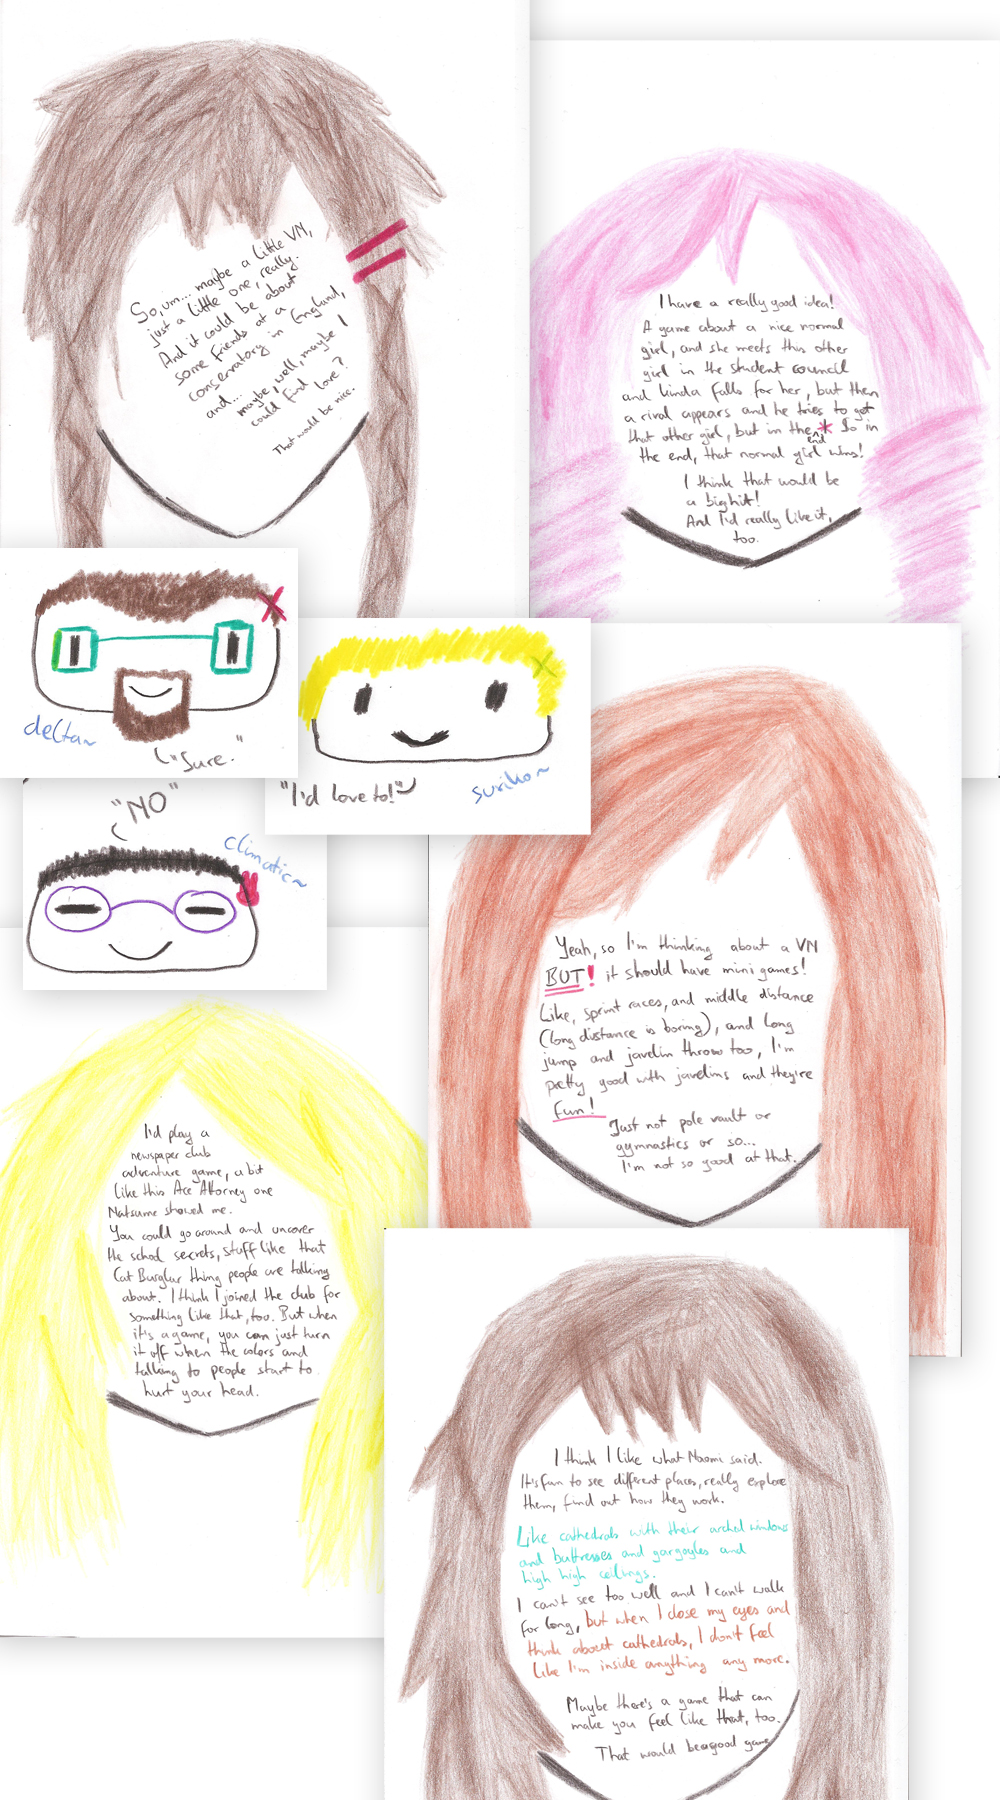 So, um... maybe a little VN,
just a little one, really.
And it could be about
some friends at a
conservatory in England,
and... maybe, well, maybe I
could find love?
That would be nice.
I have a really good idea!
A game about a nice normal
girl, and she meets this other
girl in the student council
and kinda falls for her, but then
a rival appears and he tries to get
that other girl, but in the end So in
the end, that normal girl wins!
I think that would be
a big hit!
And I'd really like it,
too.
delta~
"Sure."
"I'd love to!"
suriko~
"NO"
climatic~
Yeah, so I'm thinking about a VN
BUT! it should have mini games!
Like, sprint races, and middle distance
(long distance is boring), and long
jump and javelin throw too, I'm
pretty good with javelins and they're
fun!
Just not pole vault or
gymnastics or so...
I'm not so good at that.
I'd play a
newspaper club
adventure game, a bit
like this Ace Attorney one
Natsume showed me.
You could go around and uncover
the school secrets, stuff like that
Cat Burglar thing people are talking
about. I think I joined the club for
something like that, too. But when
it's a game, you can just turn
it off when the colors and
talking to people start to
hurt your head.
I think I like what Naomi said.
It's fun to see different places, really explore
them, find out how they work.
Like cathedrals with their arched windows
and buttresses and gargoyles and
high high ceilings.
I can't see too well and I can't walk
for long, but when I close my eyes and
think about cathedrals, I don't feel
like I'm inside anything any more.
Maybe there's a game that can
make you feel like that, too.
That would be a good game